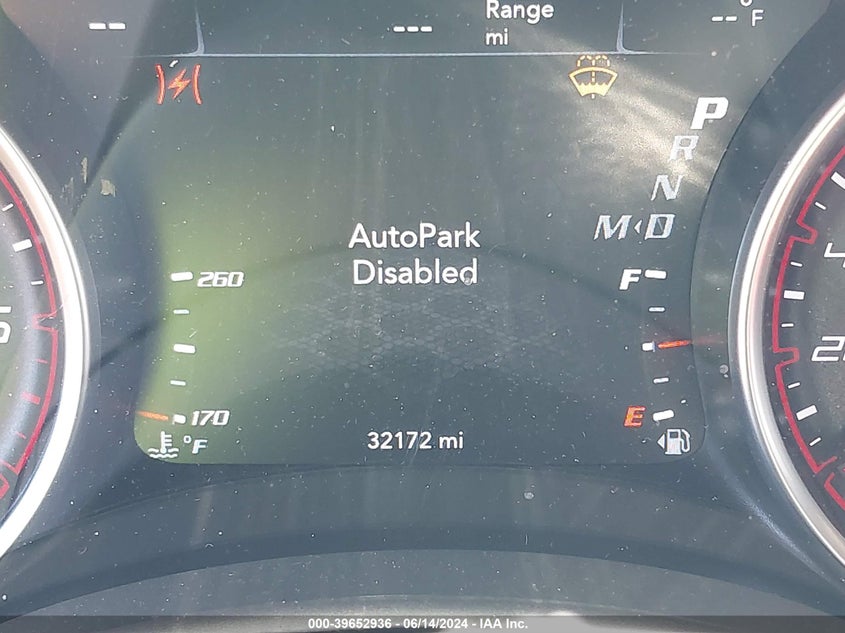 Range
mi
--
---
--°F
P
R
N
M‹D
AutoPark
Disabled
260
F
170
E
°F
32172 mi
000-39652936 - 06/14/2024 - IAA Inc.